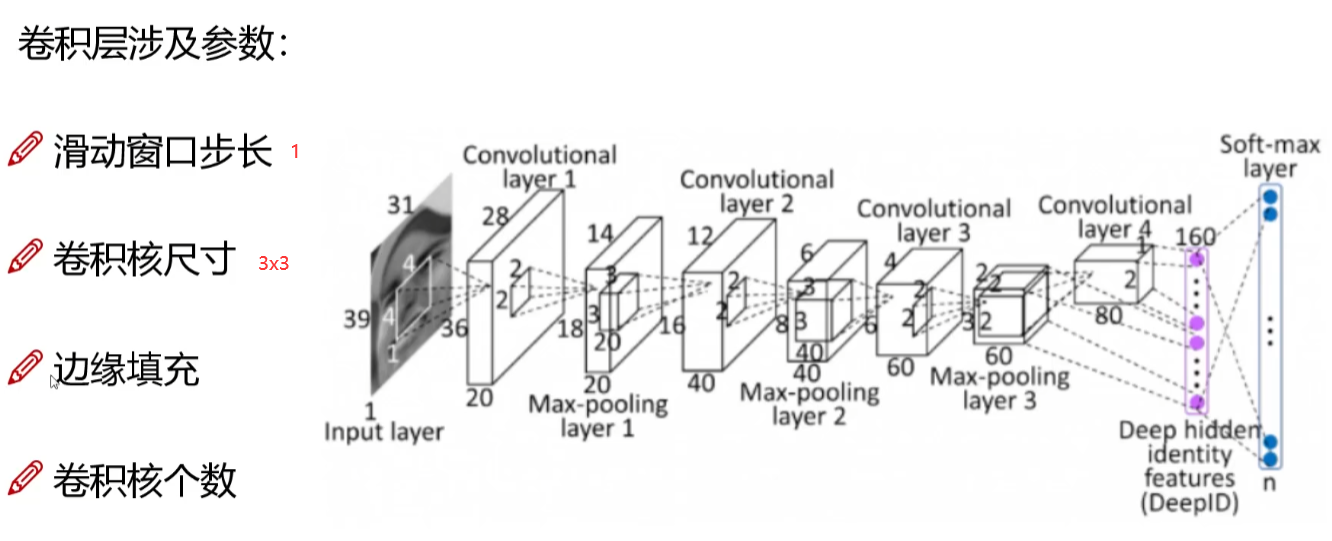 卷积层涉及参数：
滑动窗口步长 1
卷积核尺寸 3x3
边缘填充
卷积核个数
Convolutional
layer 1
Convolutional
layer 2
Convolutional
layer 3
Convolutional
layer 4
Soft-max
layer
31
39
4
4
1
1
Input layer
28
36
2
2
20
14
18
3
3
20
20
Max-pooling
layer 1
12
16
2
2
40
6
8
3
3
40
40
Max-pooling
layer 2
4
6
2
2
60
2
3
2
2
60
Max-pooling
layer 3
1
2
80
160
Deep hidden
identity
features
(DeepID)
n